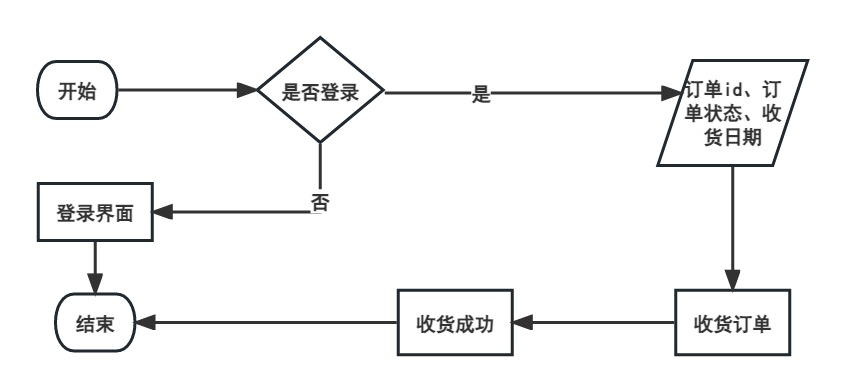 开始
是否登录
是
订单id、订
单状态、收
货日期
否
登录界面
结束
收货成功
收货订单